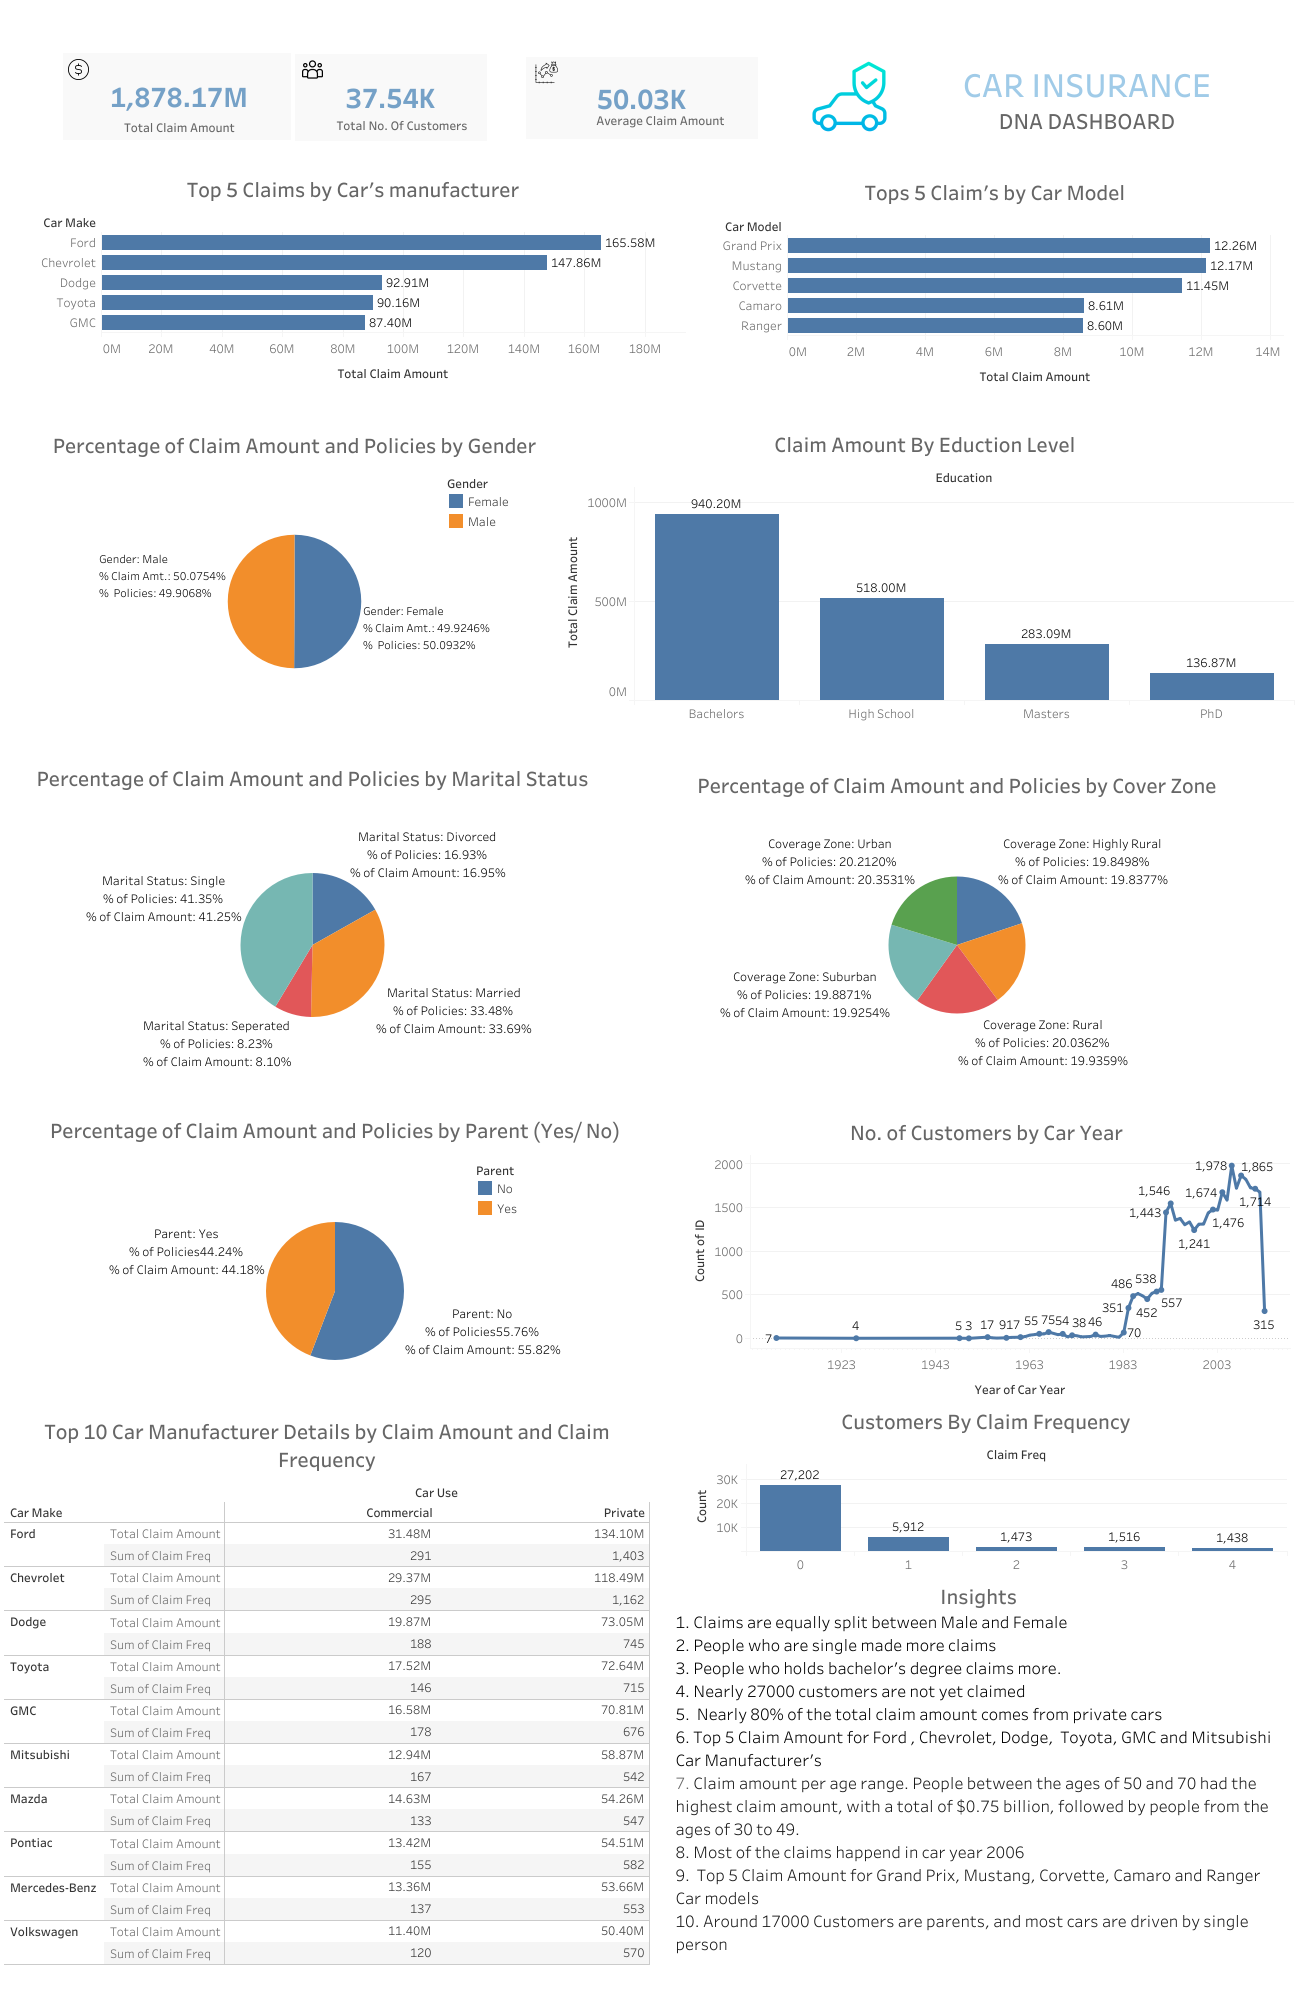 1,878.17M
Total Claim Amount
37.54K
Total No. Of Customers
50.03K
Average Claim Amount
CAR INSURANCE
DNA DASHBOARD
Top 5 Claims by Car's manufacturer
Car Make
Ford 165.58M
Chevrolet 147.86M
Dodge 92.91M
Toyota 90.16M
GMC 87.40M
0M 20M 40M 60M 80M 100M 120M 140M 160M 180M
Total Claim Amount
Tops 5 Claim's by Car Model
Car Model
Grand Prix 12.26M
Mustang 12.17M
Corvette 11.45M
Camaro 8.61M
Ranger 8.60M
0M 2M 4M 6M 8M 10M 12M 14M
Total Claim Amount
Percentage of Claim Amount and Policies by Gender
Gender
Female
Male
Gender: Male
% Claim Amt.: 50.0754%
% Policies: 49.9068%
Gender: Female
% Claim Amt.: 49.9246%
% Policies: 50.0932%
Claim Amount By Eduction Level
Education
Total Claim Amount
1000M
500M
0M
940.20M
518.00M
283.09M
136.87M
Bachelors High School Masters PhD
Percentage of Claim Amount and Policies by Marital Status
Marital Status: Divorced
% of Policies: 16.93%
% of Claim Amount: 16.95%
Marital Status: Single
% of Policies: 41.35%
% of Claim Amount: 41.25%
Marital Status: Married
% of Policies: 33.48%
% of Claim Amount: 33.69%
Marital Status: Seperated
% of Policies: 8.23%
% of Claim Amount: 8.10%
Percentage of Claim Amount and Policies by Cover Zone
Coverage Zone: Urban
% of Policies: 20.2120%
% of Claim Amount: 20.3531%
Coverage Zone: Highly Rural
% of Policies: 19.8498%
% of Claim Amount: 19.8377%
Coverage Zone: Suburban
% of Policies: 19.8871%
% of Claim Amount: 19.9254%
Coverage Zone: Rural
% of Policies: 20.0362%
% of Claim Amount: 19.9359%
Percentage of Claim Amount and Policies by Parent (Yes/ No)
Parent
No
Yes
Parent: Yes
% of Policies44.24%
% of Claim Amount: 44.18%
Parent: No
% of Policies55.76%
% of Claim Amount: 55.82%
No. of Customers by Car Year
Count of ID
2000
1500
1000
500
0
7 4 5 3 17 9 17 55 75 54 38 46 70 351 486 452 538 557 1,443 1,546 1,241 1,476 1,674 1,978 1,865 1,714 315
1923 1943 1963 1983 2003
Year of Car Year
Top 10 Car Manufacturer Details by Claim Amount and Claim
Frequency
Car Use
Car Make Commercial Private
Ford Total Claim Amount 31.48M 134.10M
Sum of Claim Freq 291 1,403
Chevrolet Total Claim Amount 29.37M 118.49M
Sum of Claim Freq 295 1,162
Dodge Total Claim Amount 19.87M 73.05M
Sum of Claim Freq 188 745
Toyota Total Claim Amount 17.52M 72.64M
Sum of Claim Freq 146 715
GMC Total Claim Amount 16.58M 70.81M
Sum of Claim Freq 178 676
Mitsubishi Total Claim Amount 12.94M 58.87M
Sum of Claim Freq 167 542
Mazda Total Claim Amount 14.63M 54.26M
Sum of Claim Freq 133 547
Pontiac Total Claim Amount 13.42M 54.51M
Sum of Claim Freq 155 582
Mercedes-Benz Total Claim Amount 13.36M 53.66M
Sum of Claim Freq 137 553
Volkswagen Total Claim Amount 11.40M 50.40M
Sum of Claim Freq 120 570
Customers By Claim Frequency
Claim Freq
Count
30K
20K
10K
27,202 5,912 1,473 1,516 1,438
0 1 2 3 4
Insights
1. Claims are equally split between Male and Female
2. People who are single made more claims
3. People who holds bachelor's degree claims more.
4. Nearly 27000 customers are not yet claimed
5. Nearly 80% of the total claim amount comes from private cars
6. Top 5 Claim Amount for Ford , Chevrolet, Dodge, Toyota, GMC and Mitsubishi
Car Manufacturer's
7. Claim amount per age range. People between the ages of 50 and 70 had the
highest claim amount, with a total of $0.75 billion, followed by people from the
ages of 30 to 49.
8. Most of the claims happend in car year 2006
9. Top 5 Claim Amount for Grand Prix, Mustang, Corvette, Camaro and Ranger
Car models
10. Around 17000 Customers are parents, and most cars are driven by single
person